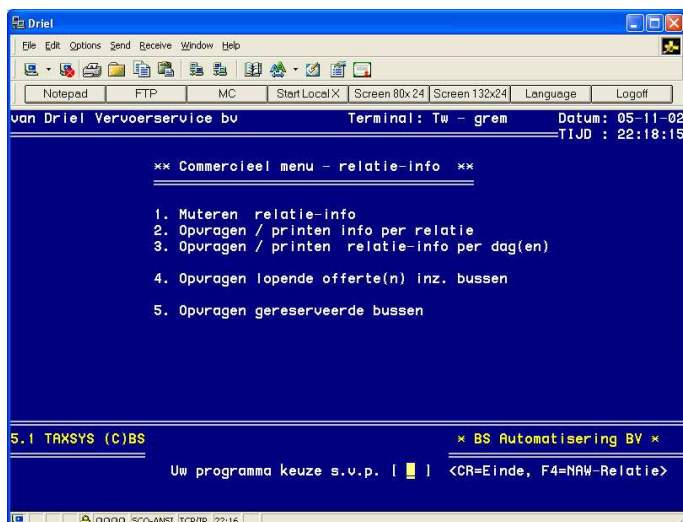 Driel
File Edit Options Send Receive Window Help
Notepad FTP MC Start Local X Screen 80x24 Screen 132x24 Language Logoff
van Driel Vervoerservice bv Terminal: Tw - grem Datum: 05-11-02
TIJD : 22:18:15
** Commercieel menu - relatie-info **
1. Muteren relatie-info
2. Opvragen / printen info per relatie
3. Opvragen / printen relatie-info per dag(en)
4. Opvragen lopende offerte(n) inz. bussen
5. Opvragen gereserveerde bussen
5.1 TAXSYS (C)BS * BS Automatisering BV *
Uw programma keuze s.v.p. [ ] <CR=Einde, F4=NAW-Relatie>
SCO-ANSI TCP/IP 22:16